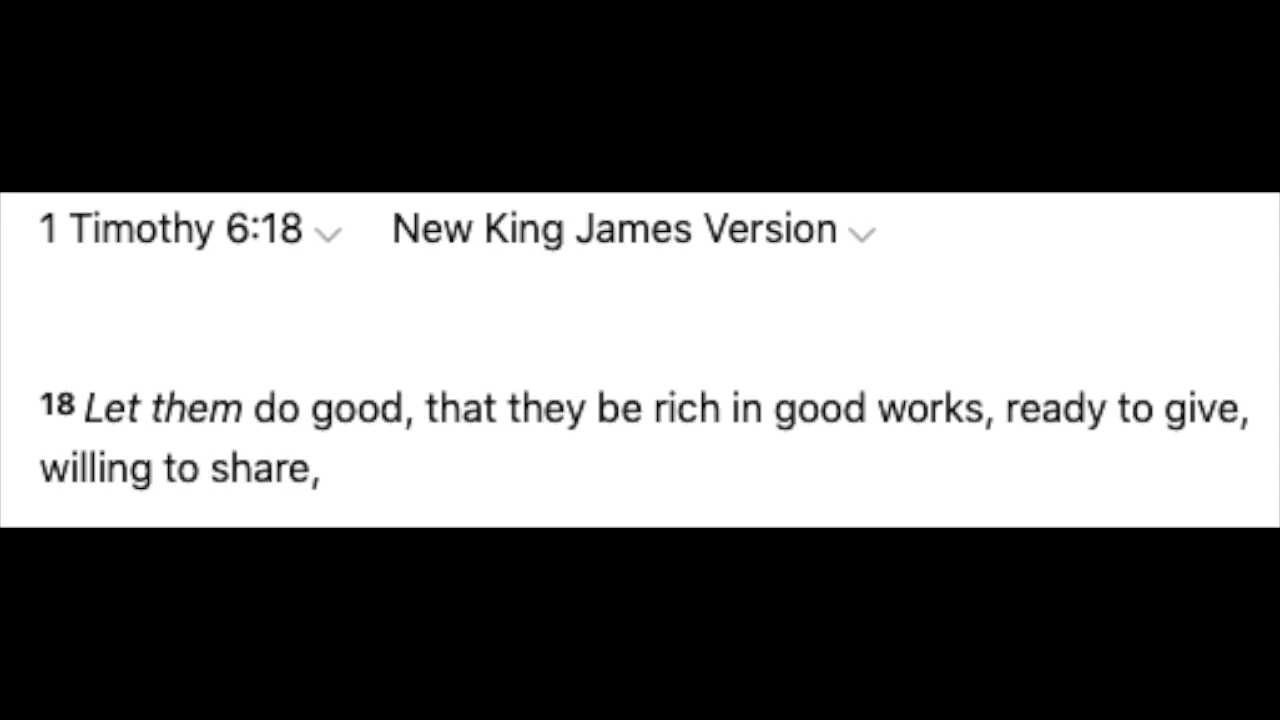 1 Timothy 6:18 New King James Version
18 Let them do good, that they be rich in good works, ready to give,
willing to share,